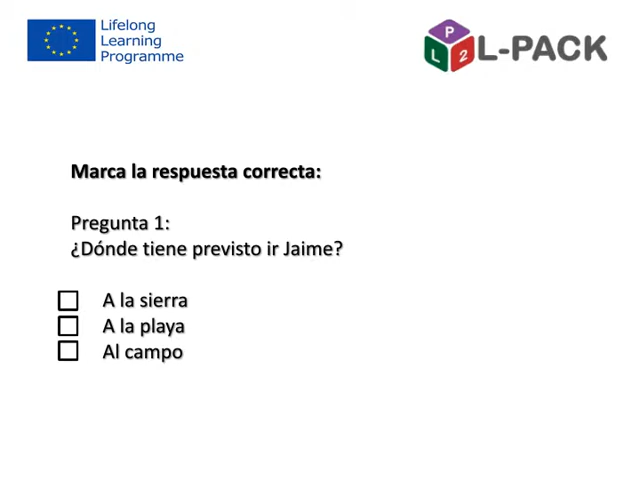 Lifelong
Learning
Programme
P
L 2
L-PACK
Marca la respuesta correcta:
Pregunta 1:
¿Dónde tiene previsto ir Jaime?
A la sierra
A la playa
Al campo